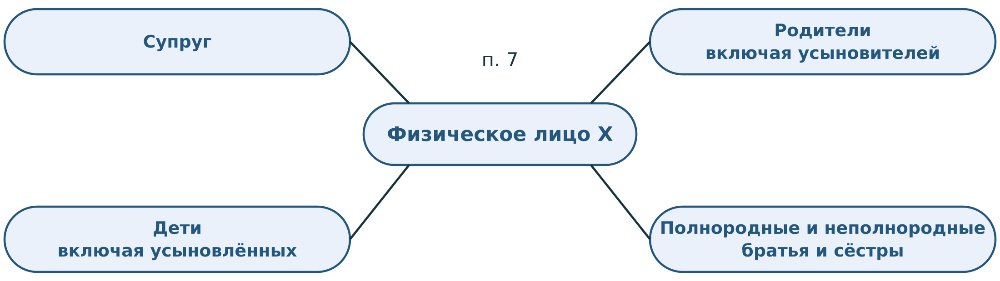 Супруг
Родители
включая усыновителей
п. 7
Физическое лицо X
Дети
включая усыновлённых
Полнородные и неполнородные
братья и сёстры